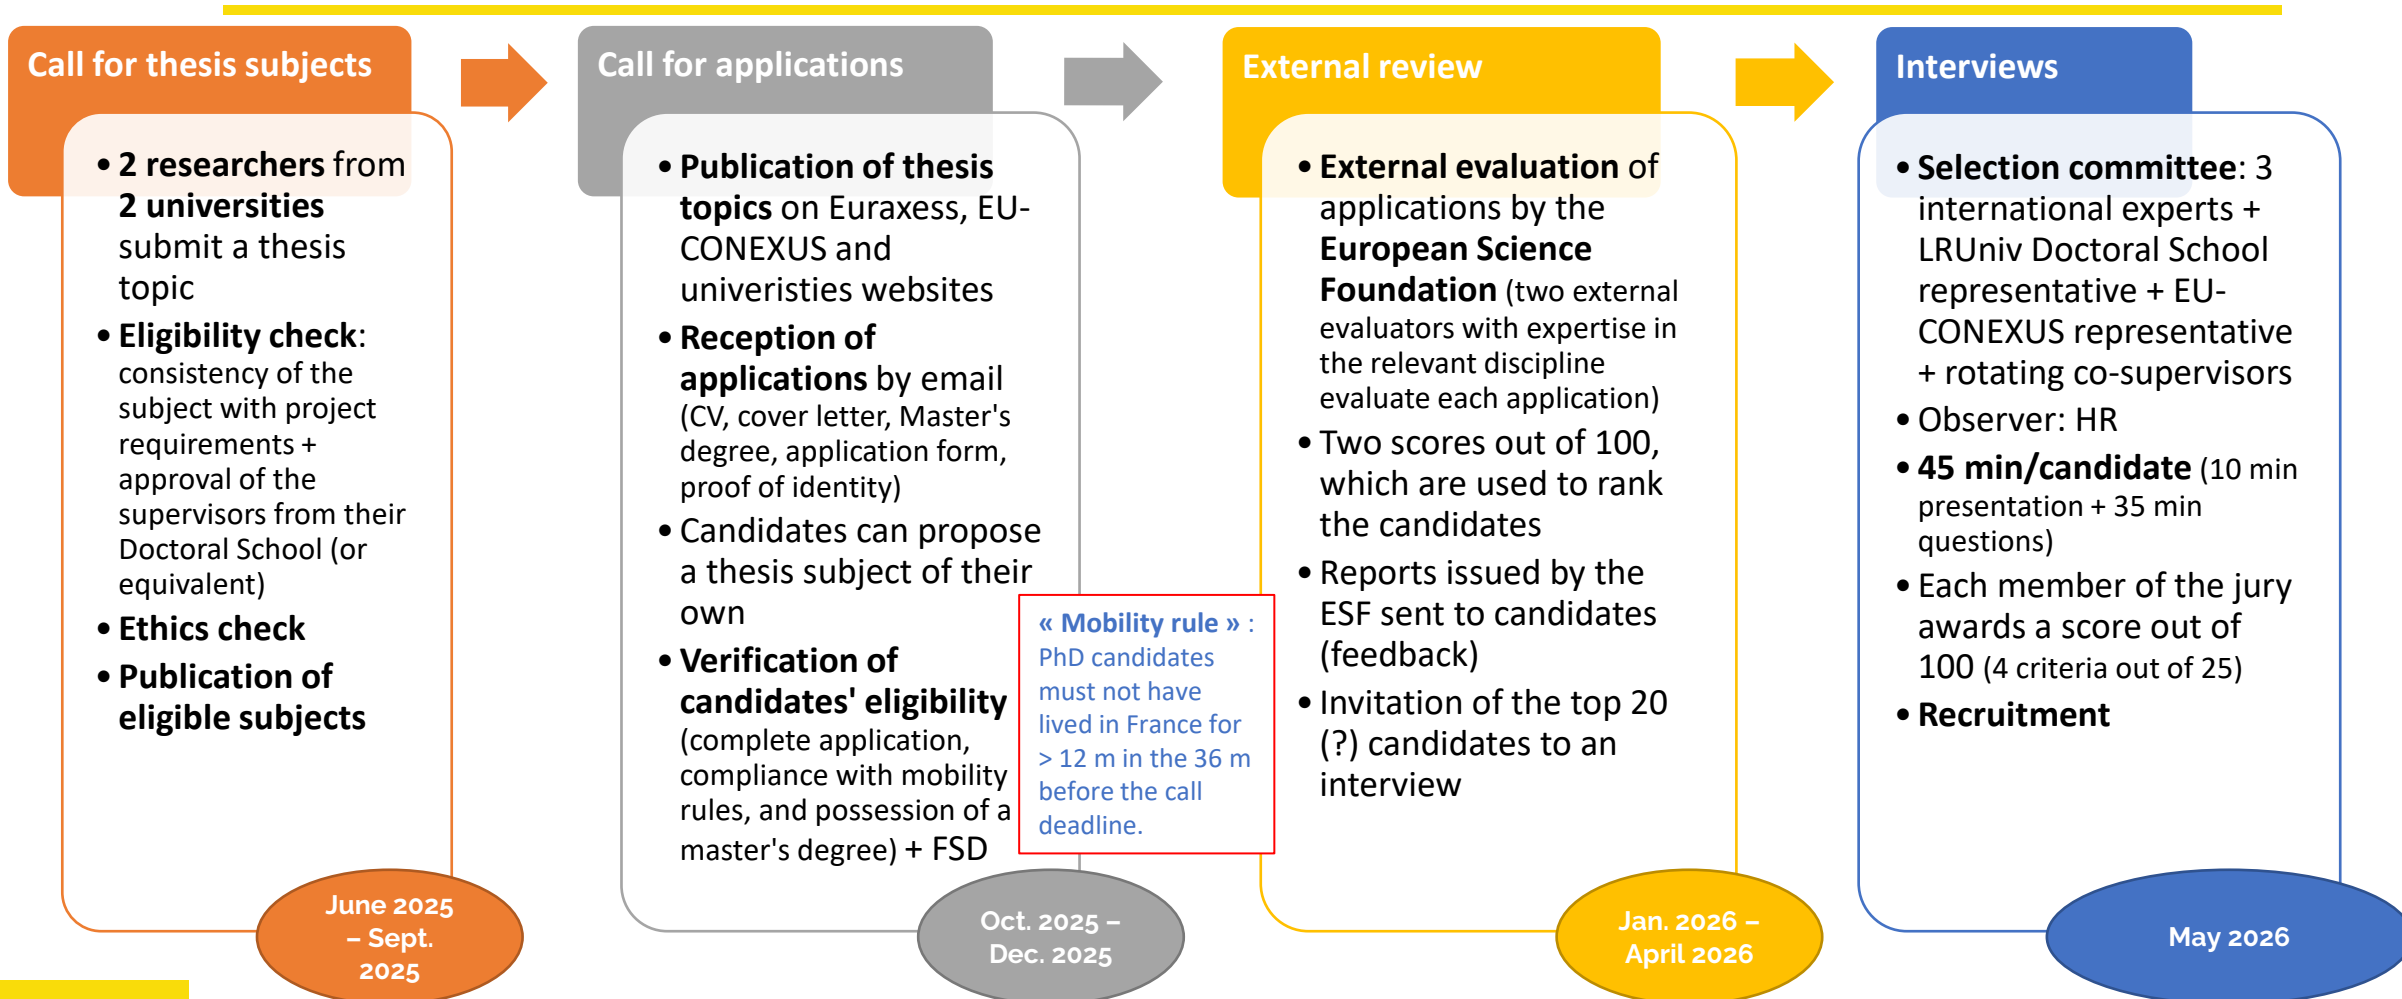 Call for thesis subjects
• 2 researchers from
2 universities
submit a thesis
topic
• Eligibility check:
consistency of the
subject with project
requirements +
approval of the
supervisors from their
Doctoral School (or
equivalent)
• Ethics check
• Publication of
eligible subjects
June 2025
– Sept.
2025
Call for applications
• Publication of thesis
topics on Euraxess, EU-
CONEXUS and
univeristies websites
• Reception of
applications by email
(CV, cover letter, Master's
degree, application form,
proof of identity)
• Candidates can propose
a thesis subject of their
own
• Verification of
candidates' eligibility
(complete application,
compliance with mobility
rules, and possession of a
master's degree) + FSD
Oct. 2025 –
Dec. 2025
« Mobility rule » :
PhD candidates
must not have
lived in France for
> 12 m in the 36 m
before the call
deadline.
External review
• External evaluation of
applications by the
European Science
Foundation (two external
evaluators with expertise in
the relevant discipline
evaluate each application)
• Two scores out of 100,
which are used to rank
the candidates
• Reports issued by the
ESF sent to candidates
(feedback)
• Invitation of the top 20
(?) candidates to an
interview
Jan. 2026 –
April 2026
Interviews
• Selection committee: 3
international experts +
LRUniv Doctoral School
representative + EU-
CONEXUS representative
+ rotating co-supervisors
• Observer: HR
• 45 min/candidate (10 min
presentation + 35 min
questions)
• Each member of the jury
awards a score out of
100 (4 criteria out of 25)
• Recruitment
May 2026